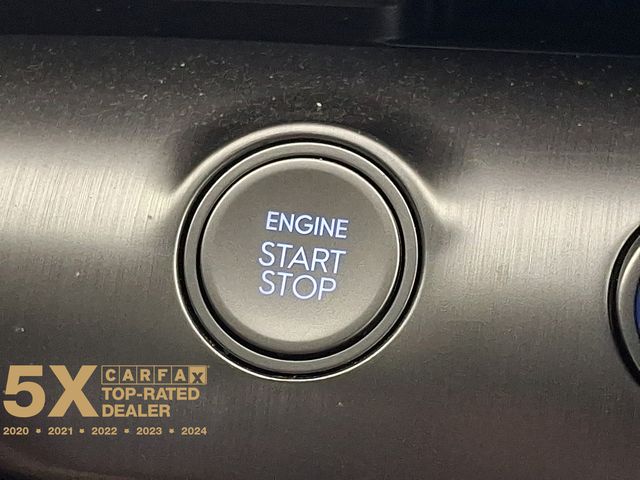 ENGINE
START
STOP
5X CARFAX
TOP-RATED
DEALER
2020 • 2021 • 2022 • 2023 • 2024